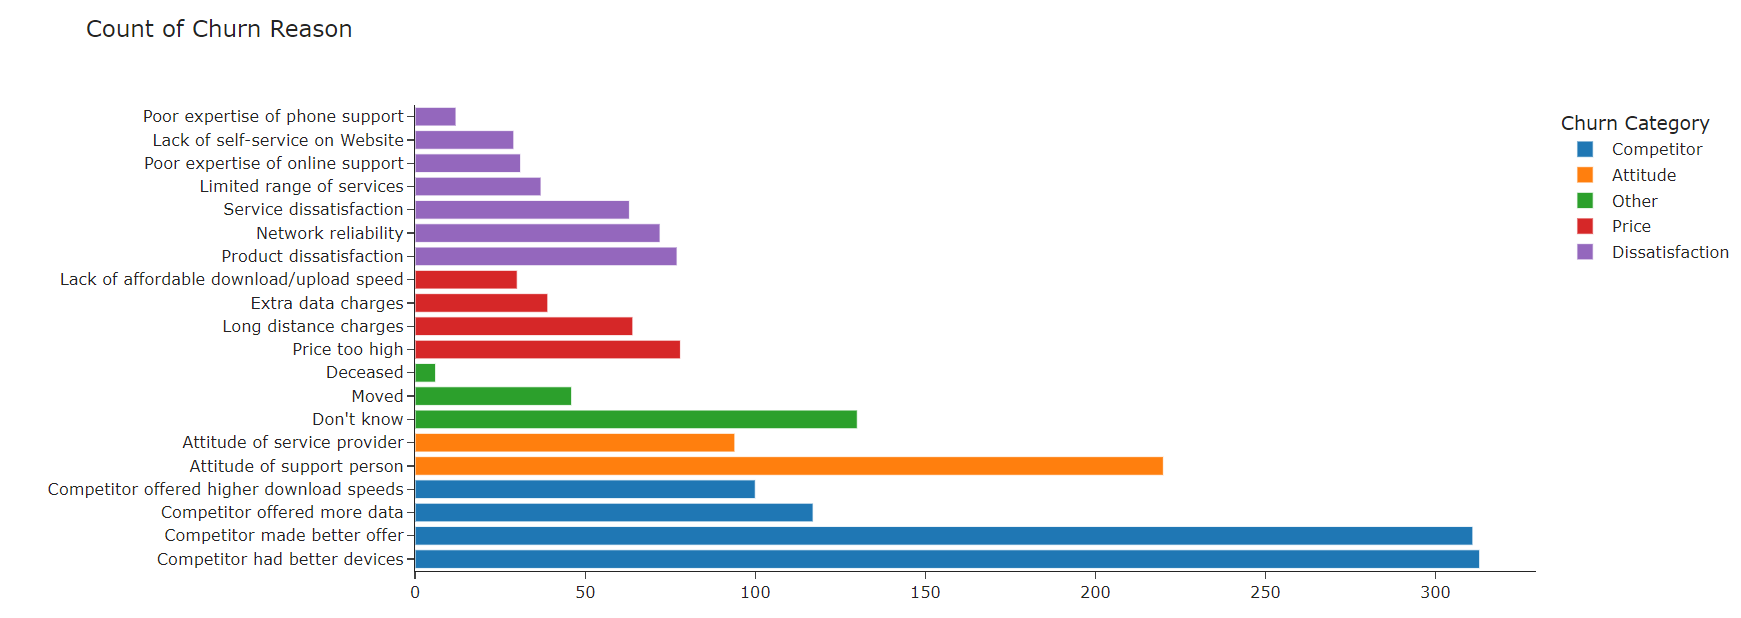 Count of Churn Reason
Poor expertise of phone support
Lack of self-service on Website
Poor expertise of online support
Limited range of services
Service dissatisfaction
Network reliability
Product dissatisfaction
Lack of affordable download/upload speed
Extra data charges
Long distance charges
Price too high
Deceased
Moved
Don't know
Attitude of service provider
Attitude of support person
Competitor offered higher download speeds
Competitor offered more data
Competitor made better offer
Competitor had better devices
0 50 100 150 200 250 300
Churn Category
Competitor
Attitude
Other
Price
Dissatisfaction